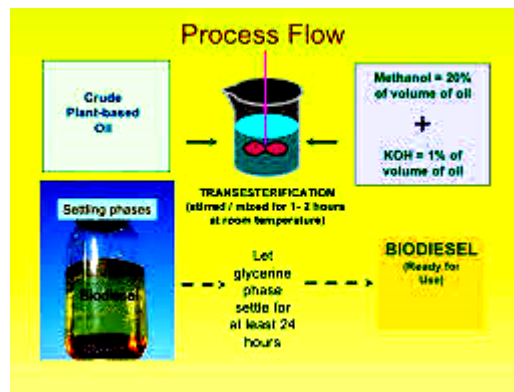 Process Flow
Crude
Plant-based
Oil
Methanol = 20%
of volume of oil
+
KOH = 1% of
volume of oil
TRANSESTERIFICATION
(stirred / mixed for 1- 2 hours
at room temperature)
Settling phases
Biodiesel
Let
glycerine
phase
settle for
at least 24
hours
BIODIESEL
(Ready for
Use)